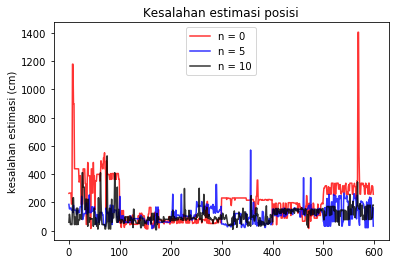 Kesalahan estimasi posisi
n = 0
n = 5
n = 10
kesalahan estimasi (cm)
1400
1200
1000
800
600
400
200
0
0 100 200 300 400 500 600